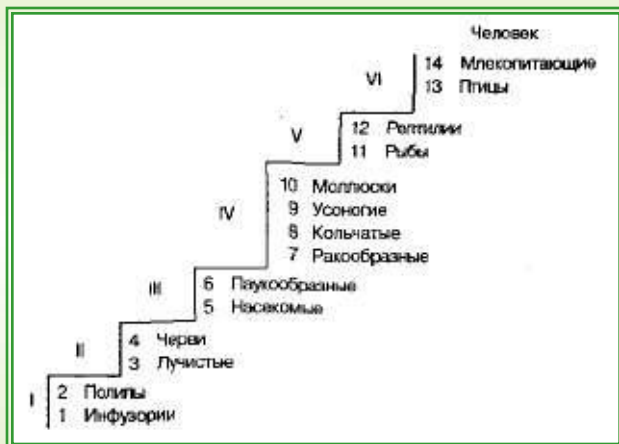 Человек
VI
14 Млекопитающие
13 Птицы
V
12 Рептилии
11 Рыбы
IV
10 Моллюски
9 Усоногие
8 Кольчатые
7 Ракообразные
III
6 Паукообразные
5 Насекомые
II
4 Черви
3 Лучистые
I
2 Полипы
1 Инфузории